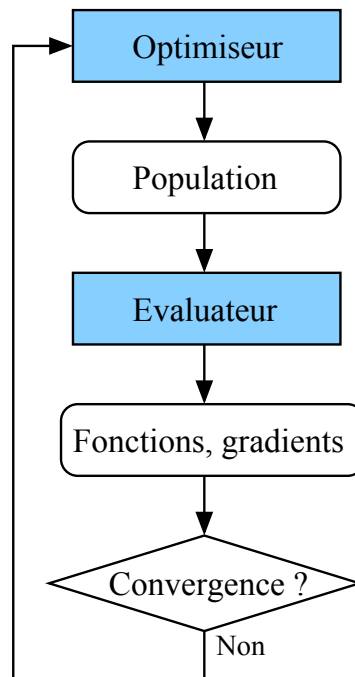 Optimiseur
Population
Evaluateur
Fonctions, gradients
Convergence ?
Non